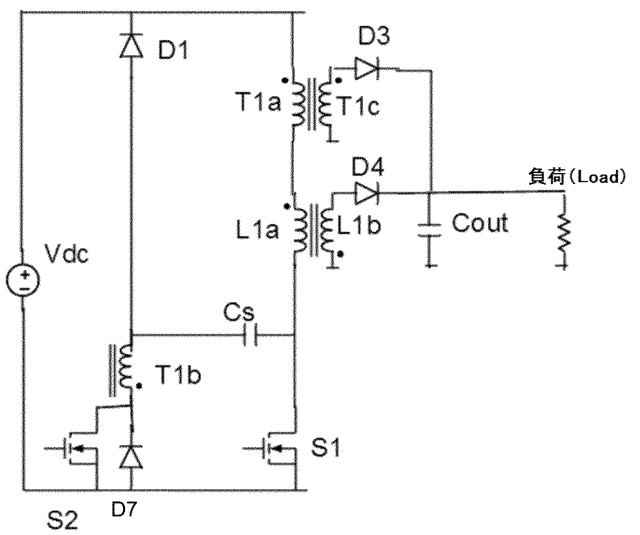 D1
D3
T1a
T1c
D4
負荷(Load)
L1a
L1b
Cout
Vdc
Cs
T1b
S1
S2
D7